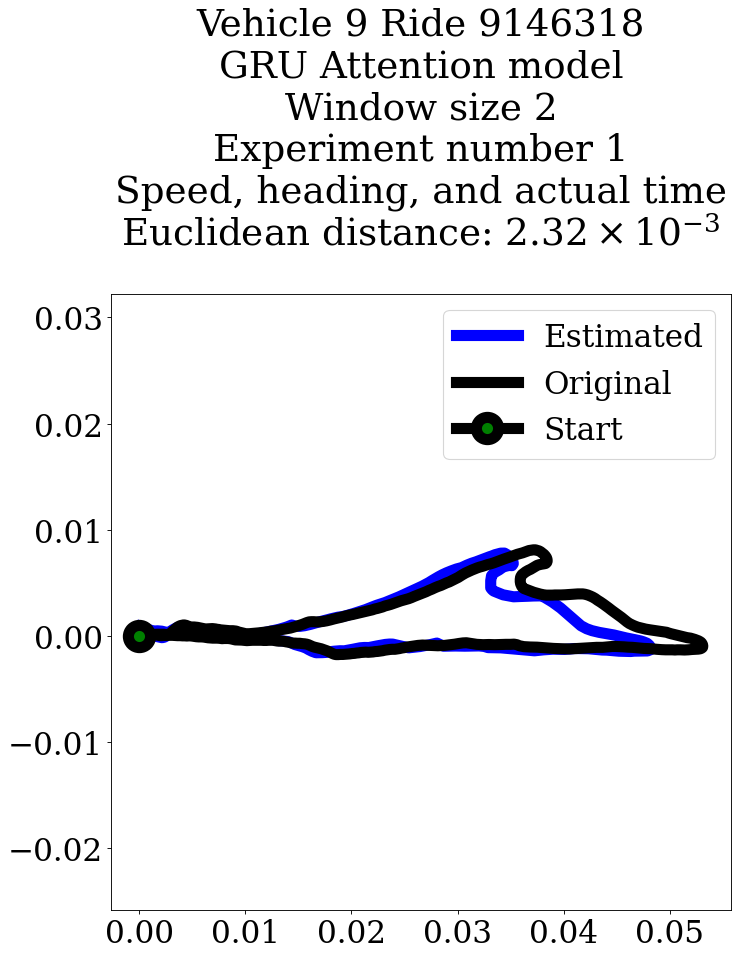 Vehicle 9 Ride 9146318
GRU Attention model
Window size 2
Experiment number 1
Speed, heading, and actual time
Euclidean distance: 2.32 × 10⁻³
Estimated
Original
Start
0.03
0.02
0.01
0.00
−0.01
−0.02
0.00 0.01 0.02 0.03 0.04 0.05